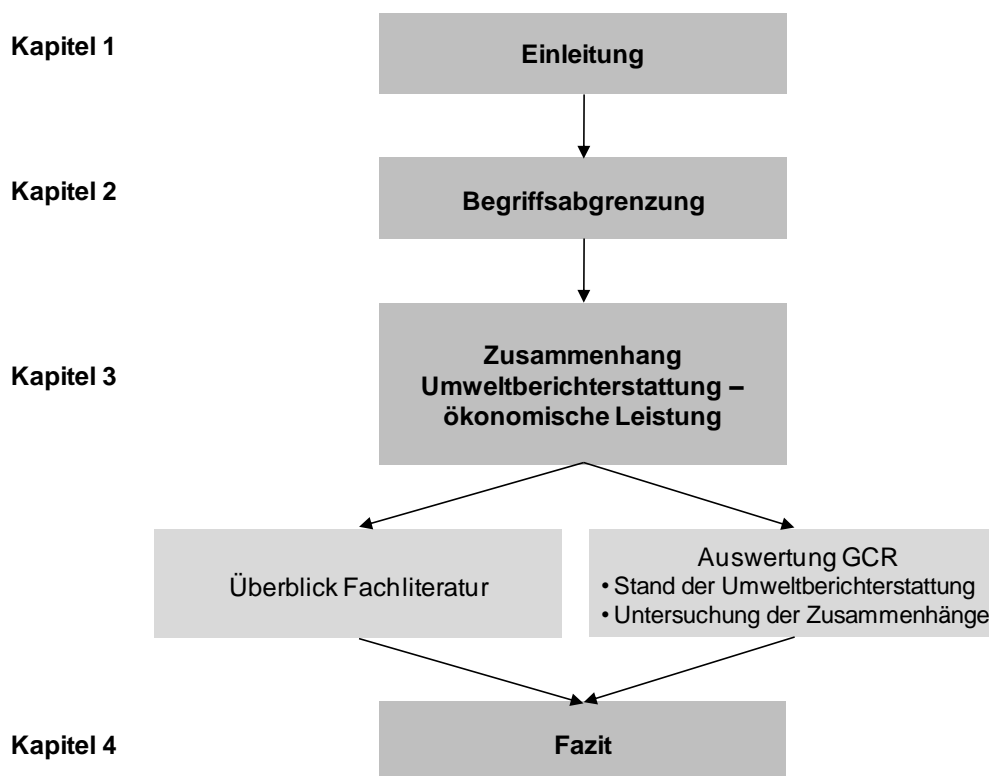 Kapitel 1
Einleitung
Kapitel 2
Begriffsabgrenzung
Kapitel 3
Zusammenhang
Umweltberichterstattung –
ökonomische Leistung
Überblick Fachliteratur
Auswertung GCR
• Stand der Umweltberichterstattung
• Untersuchung der Zusammenhänge
Kapitel 4
Fazit